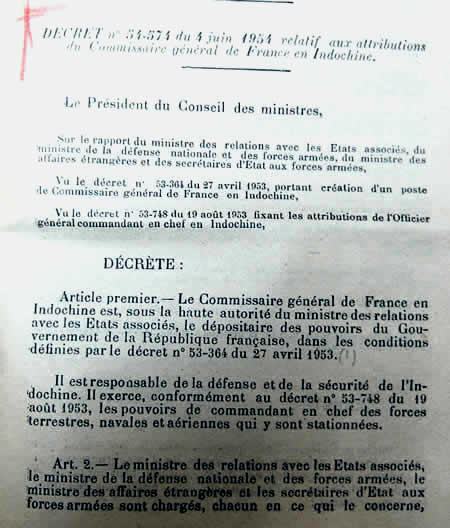 DECRET n° 54-574 du 4 juin 1954 relatif aux attributions
du Commissaire général de France en Indochine.
Le Président du Conseil des ministres,
Sur le rapport du ministre des relations avec les Etats associés, du
ministre de la défense nationale et des forces armées, du ministre des
affaires étrangères et des secrétaires d'Etat aux forces armées,
Vu le décret n° 53-364 du 27 avril 1953, portant création d'un poste
de Commissaire général de France en Indochine,
Vu le décret n° 53-748 du 19 août 1953 fixant les attributions de l'Officier
général commandant en chef en Indochine,
DÉCRÈTE :
Article premier.— Le Commissaire général de France en
Indochine est, sous la haute autorité du ministre des relations
avec les Etats associés, le dépositaire des pouvoirs du Gou-
vernement de la République française, dans les conditions
définies par le décret n° 53-364 du 27 avril 1953.(1)
Il est responsable de la défense et de la sécurité de l'In-
dochine. Il exerce, conformément au décret n° 53-748 du 19
août 1953, les pouvoirs de commandant en chef des forces
terrestres, navales et aériennes qui y sont stationnées.
Art. 2.— Le ministre des relations avec les Etats associés,
le ministre de la défense nationale et des forces armées, le
ministre des affaires étrangères et les secrétaires d'Etat aux
forces armées sont chargés, chacun en ce qui le concerne,